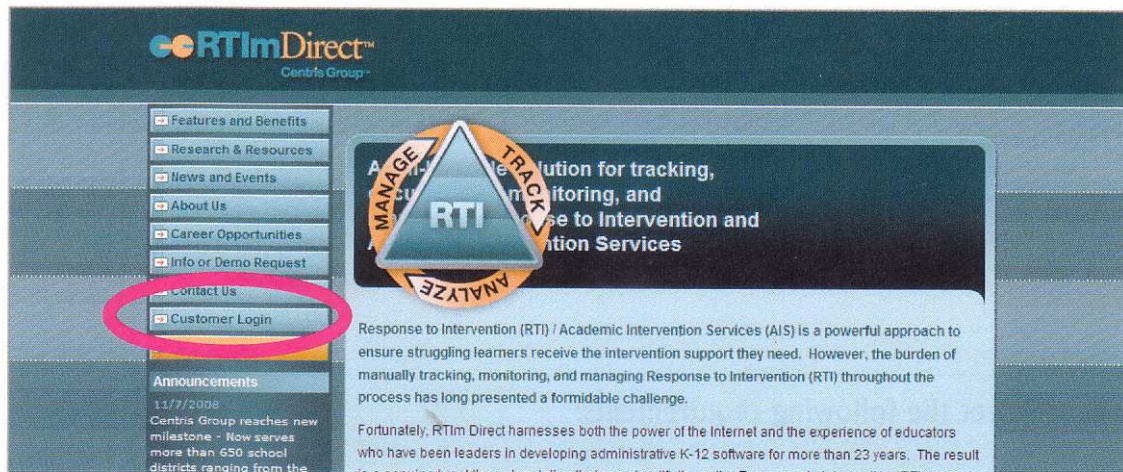 RTImDirect™
Centris Group™
Features and Benefits
Research & Resources
News and Events
About Us
Career Opportunities
Info or Demo Request
Contact Us
Customer Login
Announcements
11/7/2008
Centris Group reaches new
milestone - Now serves
more than 650 school
districts ranging from the
MANAGE
TRACK
ANALYZE
RTI
lution for tracking,
nitoring, and
se to Intervention and
ntion Services
Response to Intervention (RTI) / Academic Intervention Services (AIS) is a powerful approach to
ensure struggling learners receive the intervention support they need. However, the burden of
manually tracking, monitoring, and managing Response to Intervention (RTI) throughout the
process has long presented a formidable challenge.
Fortunately, RTIm Direct harnesses both the power of the Internet and the experience of educators
who have been leaders in developing administrative K-12 software for more than 23 years. The result